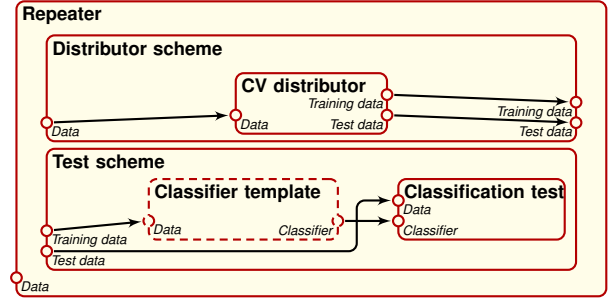 Repeater
Distributor scheme
CV distributor
Training data
Data
Data
Test data
Training data
Test data
Test scheme
Classifier template
Classification test
Data
Training data
Data
Classifier
Classifier
Test data
Data